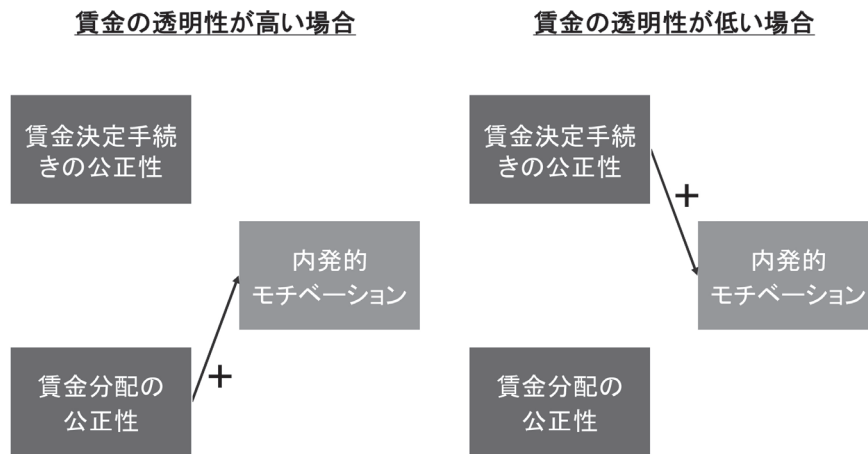 賃金の透明性が高い場合
賃金決定手続
きの公正性
内発的
モチベーション
+
賃金分配の
公正性
賃金の透明性が低い場合
賃金決定手続
きの公正性
+
内発的
モチベーション
賃金分配の
公正性